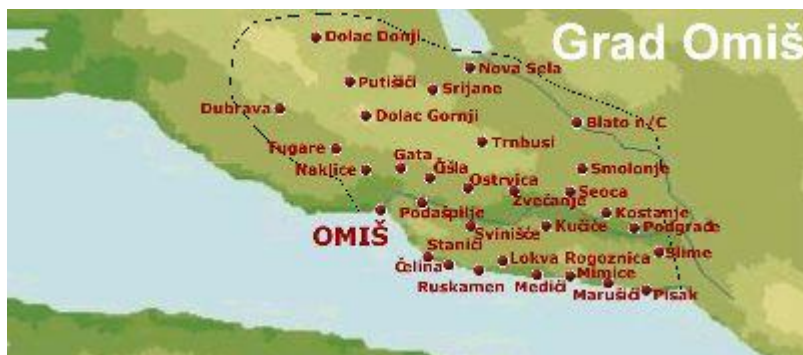 Grad Omiš
Dolac Donji
Nova Sela
Putišići
Srijane
Dubrava
Dolac Gornji
Blato n/C
Trnbusi
Tugare
Gata
Naklice
Čišla
Smolonje
Ostrvica
Zvečanje
Seoca
Podašpilje
Kostanje
OMIŠ
Svinišće
Kučiće
Podgrađe
Stanići
Slime
Čelina
Lokva Rogoznica
Ruskamen
Medići
Mimice
Marušići
Pisak